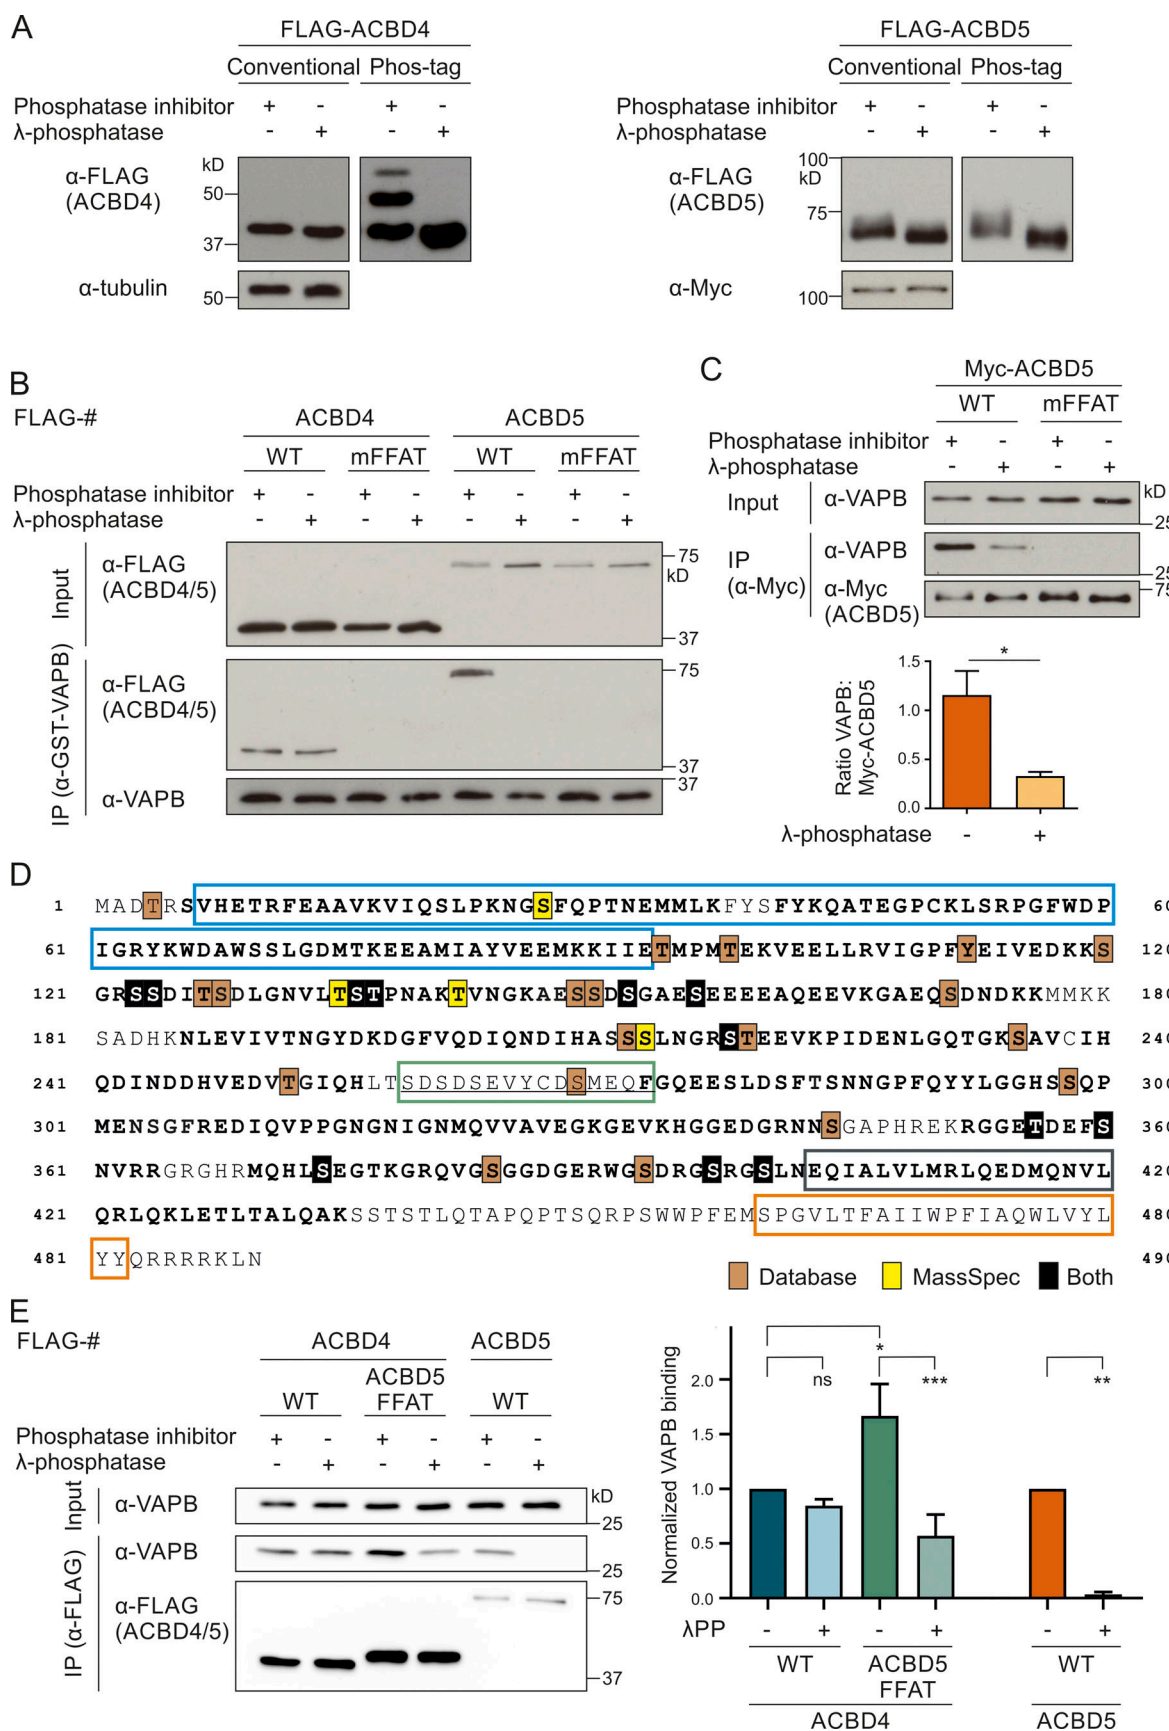 A
FLAG-ACBD4
Conventional Phos-tag
Phosphatase inhibitor + - + -
λ-phosphatase - + - +
kD
α-FLAG
(ACBD4)
50
37
α-tubulin
50
FLAG-ACBD5
Conventional Phos-tag
Phosphatase inhibitor + - + -
λ-phosphatase - + - +
100
kD
α-FLAG
(ACBD5)
75
α-Myc
100
B
FLAG-# ACBD4 ACBD5
WT mFFAT WT mFFAT
Phosphatase inhibitor + - + - + - + -
λ-phosphatase - + - + - + - +
Input
α-FLAG
(ACBD4/5)
75
kD
37
IP (α-GST-VAPB)
α-FLAG
(ACBD4/5)
75
37
α-VAPB
37
C
Myc-ACBD5
WT mFFAT
Phosphatase inhibitor + - + -
λ-phosphatase - + - +
Input α-VAPB kD
25
IP
(α-Myc)
α-VAPB
25
α-Myc
(ACBD5)
75
*
1.5
1.0
0.5
0.0
Ratio VAPB:
Myc-ACBD5
λ-phosphatase - +
D
1 MADTRSVHETRFEAAVKVIQSLPKNGSFQPTNEMMLKFYSFYKQATEGPCKLSRPGFWDP 60
61 IGRYKWDAWSSLGDMTKEEAMIAYVEEMKKIIETMPMTEKVEELLRVIGPFYEIVEDKKS 120
121 GRSSDITSDLGNVLTSTPNAKTVNGKAESSDSGAESEEEEAQEEVKGAEQSDNDKKMMKK 180
181 SADHKNLEVIVTNGYDKDGFVQDIQNDIHASSSLNGRSTEEVKPIDENLGQTGKSAVCIH 240
241 QDINDDHVEDVTGIQHLTSDSDSEVYCDSMEQFGQEESLDSFTSNNGPFQYYLGGHSSQP 300
301 MENSGFREDIQVPPGNGNIGNMQVVAVEGKGEVKHGGEDGRNNSGAPHREKRGGETDEFS 360
361 NVRRGRGHRMQHLSEGTKGRQVGSGGDGERWGSDRGSRGSLNEQIALVLMRLQEDMQNVL 420
421 QRLQKLETLTALQAKSSTSTLQTAPQPTSQRPSWWPFEMSPGVLTFAIIWPFIAQWLVYL 480
481 YYQRRRRKLN 490
Database MassSpec Both
E
FLAG-# ACBD4 ACBD5
WT ACBD5
FFAT WT
Phosphatase inhibitor + - + - + -
λ-phosphatase - + - + - +
Input α-VAPB kD
25
IP (α-FLAG)
α-VAPB
25
α-FLAG
(ACBD4/5)
75
37
Normalized VAPB binding
2.0
1.5
1.0
0.5
0.0
ns * *** **
λPP - + - + - +
WT ACBD5
FFAT WT
ACBD4 ACBD5